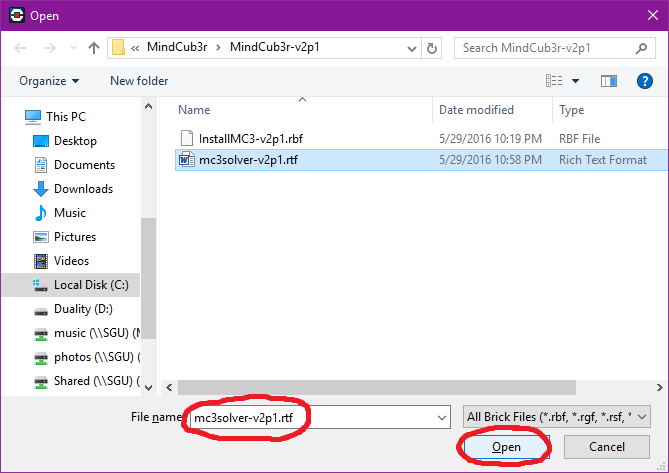 Open
« MindCub3r › MindCub3r-v2p1
Search MindCub3r-v2p1
Organize
New folder
Name Date modified Type
This PC
Desktop
Documents
Downloads
Music
Pictures
Videos
Local Disk (C:)
Duality (D:)
music (\\SGU) (M
photos (\\SGU) (
Shared (\\SGU) (
InstallMC3-v2p1.rbf 5/29/2016 10:19 PM RBF File
mc3solver-v2p1.rtf 5/29/2016 10:58 PM Rich Text Format
File name: mc3solver-v2p1.rtf
All Brick Files (*.rbf, *.rgf, *.rsf, *
Open
Cancel